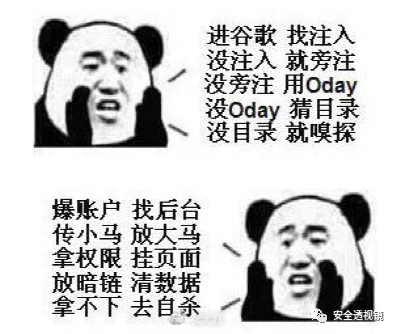 进谷歌 找注入
没注入 就旁注
没旁注 用Oday
没Oday 猜目录
没目录 就嗅探
爆账户 找后台
传小马 放大马
拿权限 挂页面
放暗链 清数据
拿不下 去自杀
安全透视镜